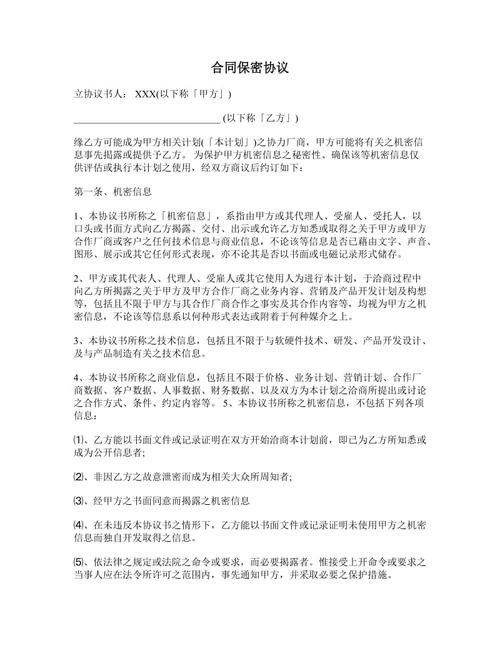 合同保密协议
立协议书人： XXX(以下称「甲方」)
______________________________ (以下称「乙方」)
缘乙方可能成为甲方相关计划(「本计划」)之协力厂商，甲方可能将有关之机密信
息事先揭露或提供予乙方。 为保护甲方机密信息之秘密性、确保该等机密信息仅
供评估或执行本计划之使用，经双方商议后约订如下：
第一条、机密信息
1、本协议书所称之「机密信息」，系指由甲方或其代理人、受雇人、受托人，以
口头或书面方式向乙方揭露、交付、出示或允许乙方知悉或取得之关于甲方或甲方
合作厂商或客户之任何技术信息与商业信息，不论该等信息是否已藉由文字、声音、
图形、展示或其它任何形式表现，亦不论其是否以书面或电磁记录形式储存。
2、甲方或其代表人、代理人、受雇人或其它使用人为进行本计划，于洽商过程中
向乙方所揭露之关于甲方及甲方合作厂商之业务内容、营销及产品开发计划及构想
等，包括且不限于甲方与其合作厂商合作之事实及其合作内容等，均视为甲方之机
密信息，不论该等信息系以何种形式表达或附着于何种媒介之上。
3、本协议书所称之技术信息，包括且不限于与软硬件技术、研发、产品开发设计、
及与产品制造有关之技术信息。
4、本协议书所称之商业信息，包括且不限于价格、业务计划、营销计划、合作厂
商数据、客户数据、人事数据、财务数据、以及双方为本计划之洽商所提出或讨论
之合作方式、条件、约定内容等。 5、本协议书所称之机密信息，不包括下列各项
信息：
⑴、乙方能以书面文件或记录证明在双方开始洽商本计划前，即已为乙方所知悉或
成为公开信息者;
⑵、非因乙方之故意泄密而成为相关大众所周知者;
⑶、经甲方之书面同意而揭露之机密信息
⑷、在未违反本协议书之情形下，乙方能以书面文件或记录证明未使用甲方之机密
信息而独自开发取得之信息。
⑸、依法律之规定或法院之命令或要求，而必要揭露者。惟接受上开命令或要求之
当事人应在法令所许可之范围内，事先通知甲方，并采取必要之保护措施。